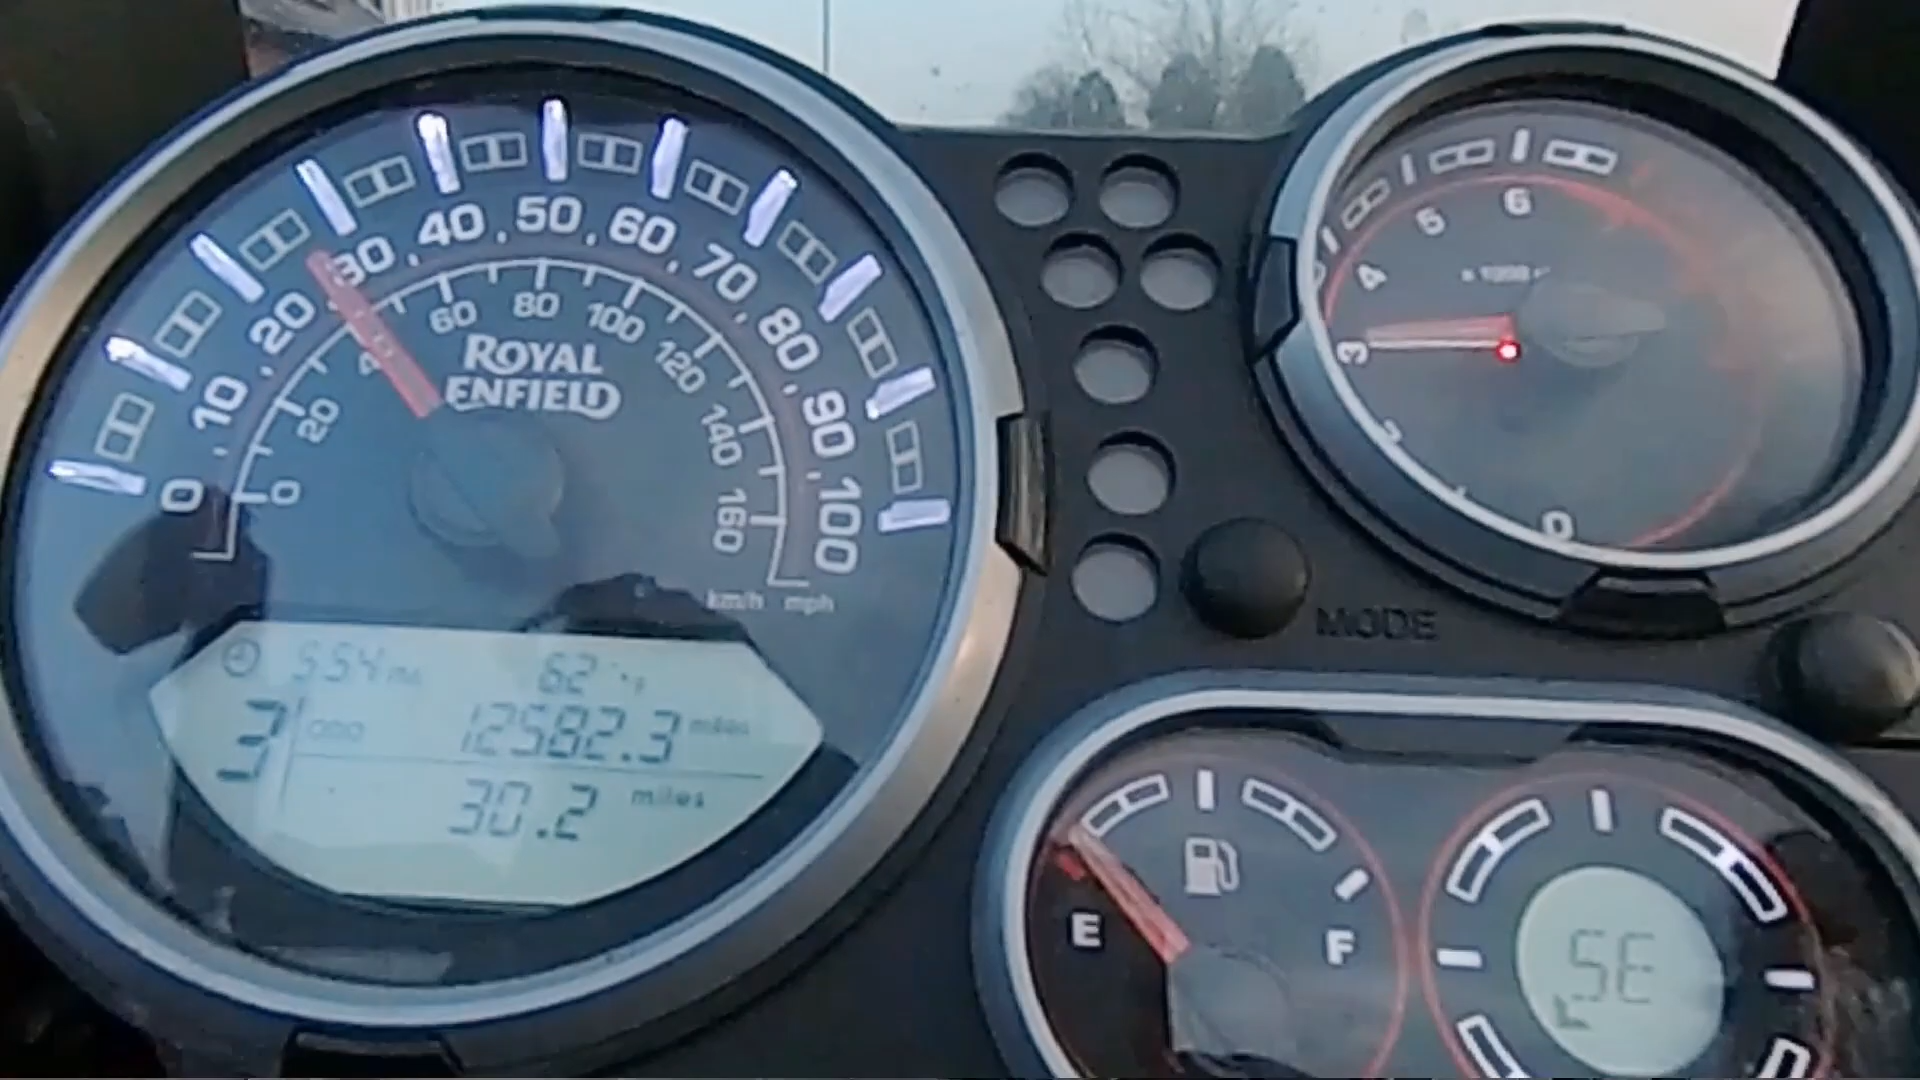 0 10 20 30 40 50 60 70 80 90 100
0 20 60 80 100 120 140 160
ROYAL
ENFIELD
km/h mph
5:54
62 °F
3
ODO 12582.3 miles
30.2 miles
0 2 3 4 5 6
MODE
E F
SE